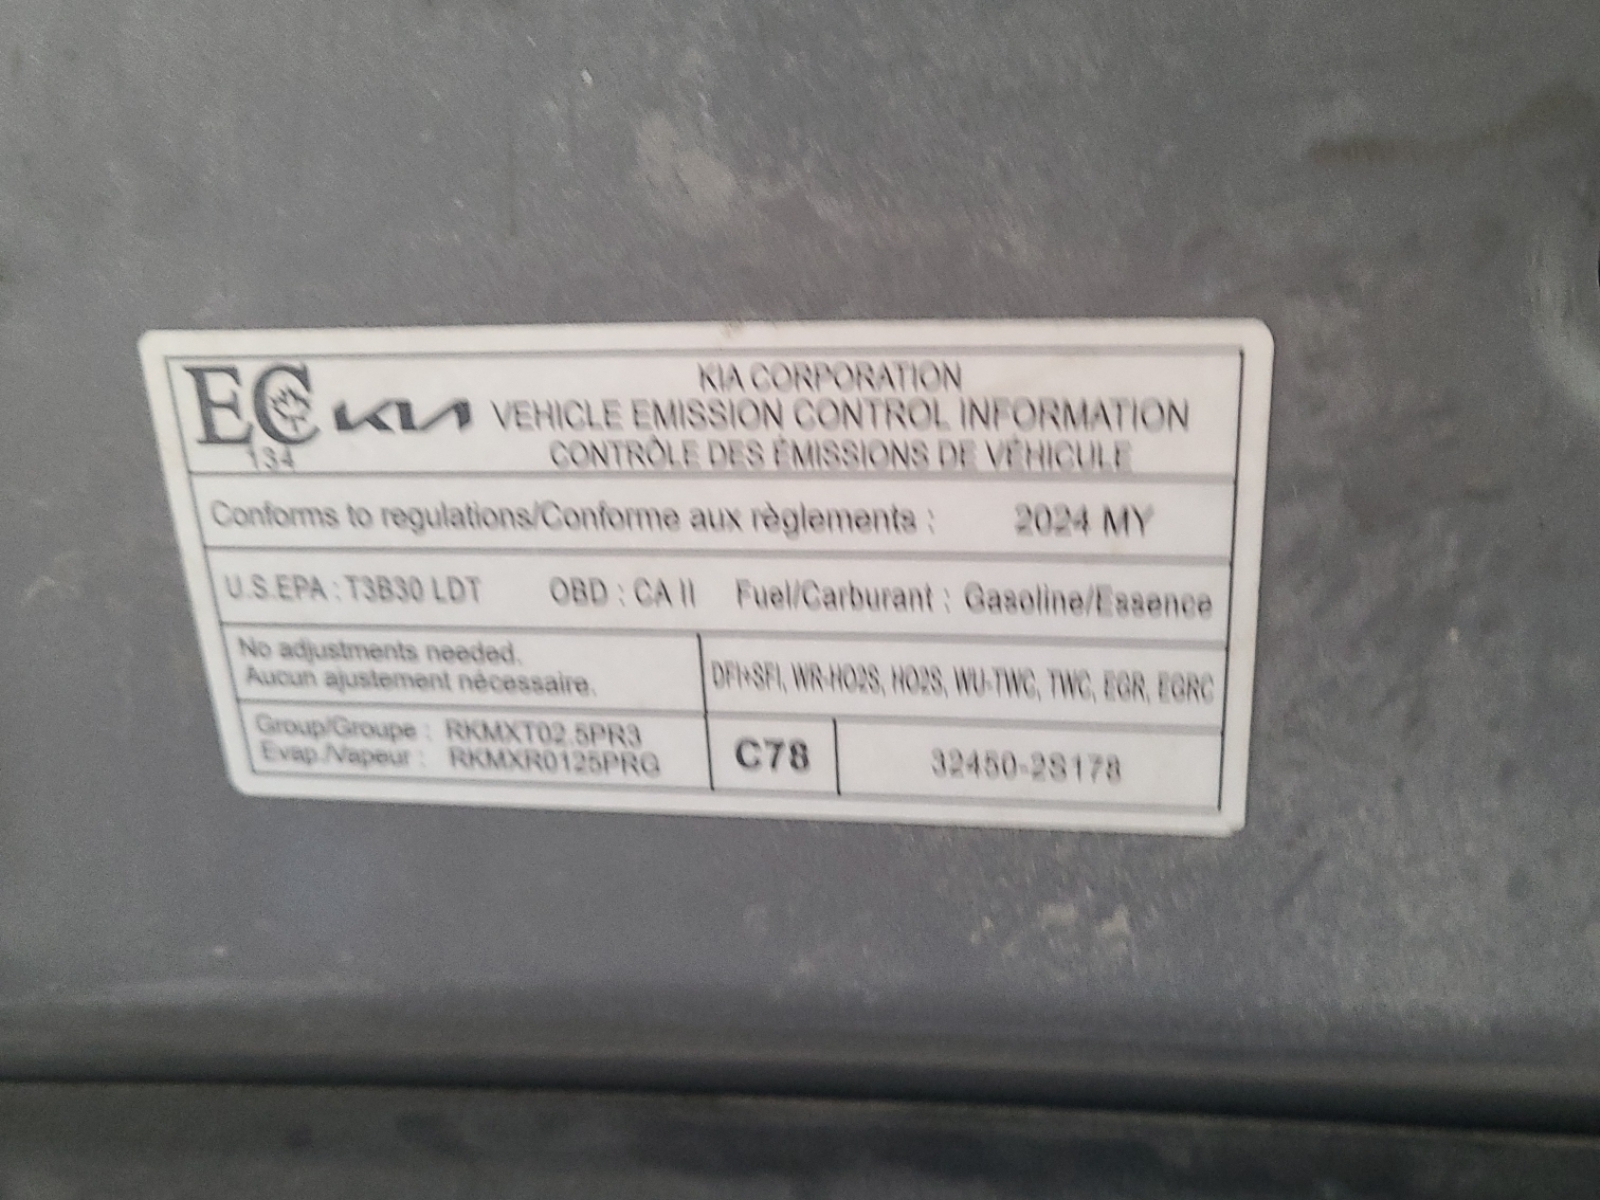 EC KIA
134
KIA CORPORATION
VEHICLE EMISSION CONTROL INFORMATION
CONTRÔLE DES ÉMISSIONS DE VÉHICULE
Conforms to regulations/Conforme aux règlements : 2024 MY
U.S.EPA : T3B30 LDT OBD : CA II Fuel/Carburant : Gasoline/Essence
No adjustments needed.
Aucun ajustement nécessaire.
DFI+SFI, WR-HO2S, HO2S, WU-TWC, TWC, EGR, EGRC
Group/Groupe : RKMXT02.5PR3
Evap./Vapeur : RKMXR0125PRG
C78
32450-2S178